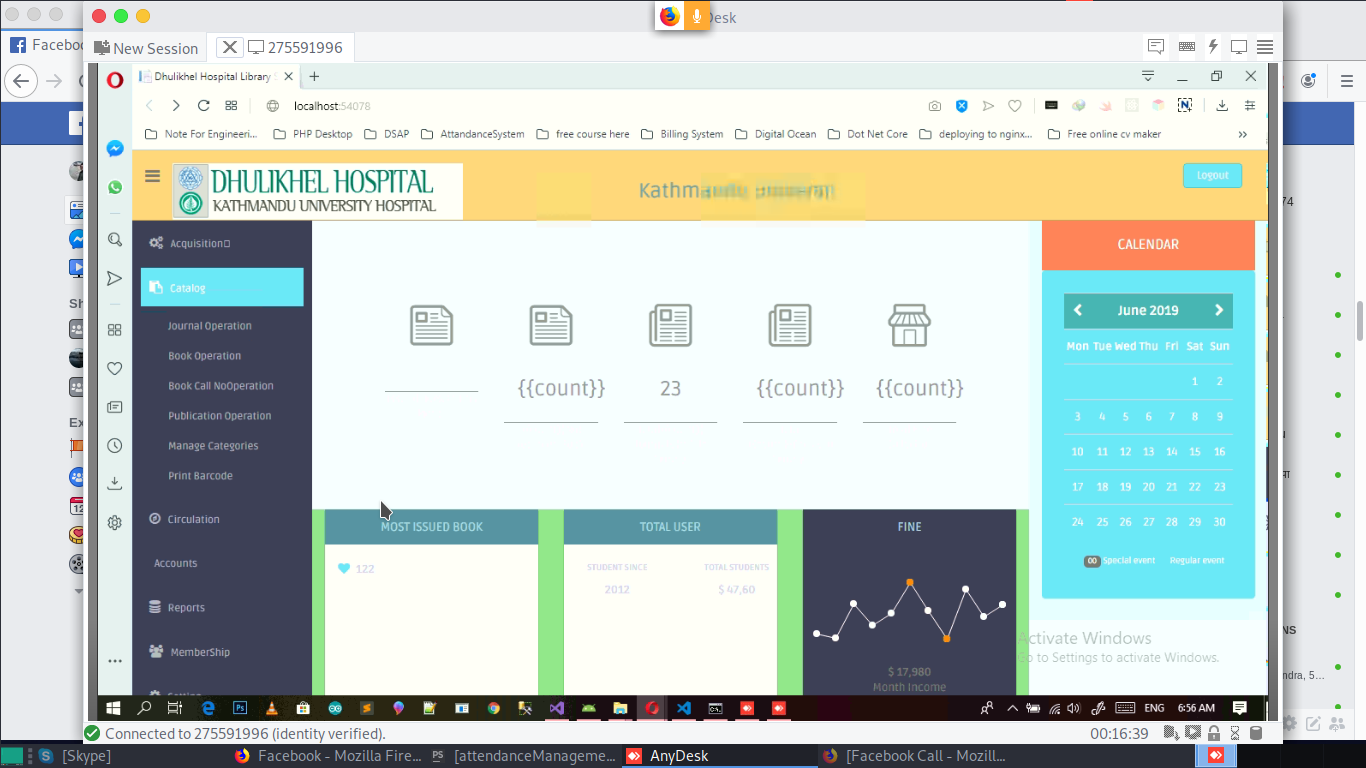 Desk
Facebo
New Session
275591996
Dhulikhel Hospital Library
localhost:54078
Note For Engineeri...
PHP Desktop
DSAP
AttandanceSystem
free course here
Billing System
Digital Ocean
Dot Net Core
deploying to nginx...
Free online cv maker
»
DHULIKHEL HOSPITAL
KATHMANDU UNIVERSITY HOSPITAL
Kathm
Logout
74
Acquisition
CALENDAR
Catalog
June 2019
Mon Tue Wed Thu Fri Sat Sun
Journal Operation
Book Operation
Book Call NoOperation
Publication Operation
Manage Categories
Print Barcode
{{count}}
23
{{count}}
{{count}}
1 2
3 4 5 6 7 8 9
10 11 12 13 14 15 16
17 18 19 20 21 22 23
24 25 26 27 28 29 30
00 Special event
Regular event
Sh
Ex
12
Circulation
Accounts
Reports
MemberShip
MOST ISSUED BOOK
TOTAL USER
FINE
122
STUDENT SINCE
TOTAL STUDENTS
2012
$ 47,60
$ 17,980
Month Income
Activate Windows
Go to Settings to activate Windows.
NS
ndra, 5...
ENG
6:56 AM
Connected to 275591996 (identity verified).
00:16:39
[Skype]
Facebook - Mozilla Fire...
[attendanceManageme...
AnyDesk
[Facebook Call - Mozill...